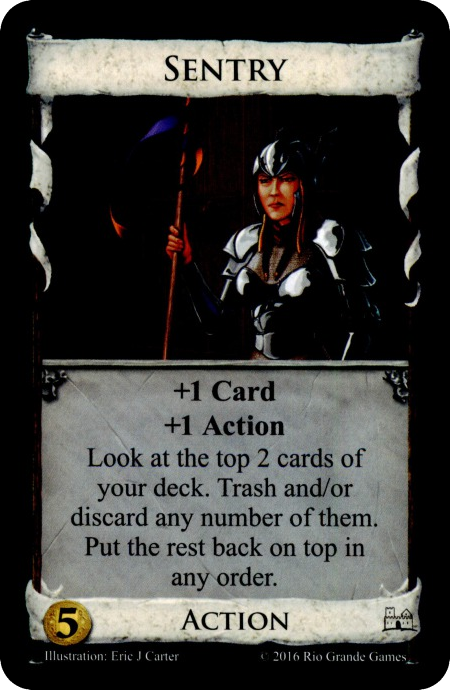 SENTRY
+1 Card
+1 Action
Look at the top 2 cards of
your deck. Trash and/or
discard any number of them.
Put the rest back on top in
any order.
5
ACTION
Illustration: Eric J Carter
© 2016 Rio Grande Games